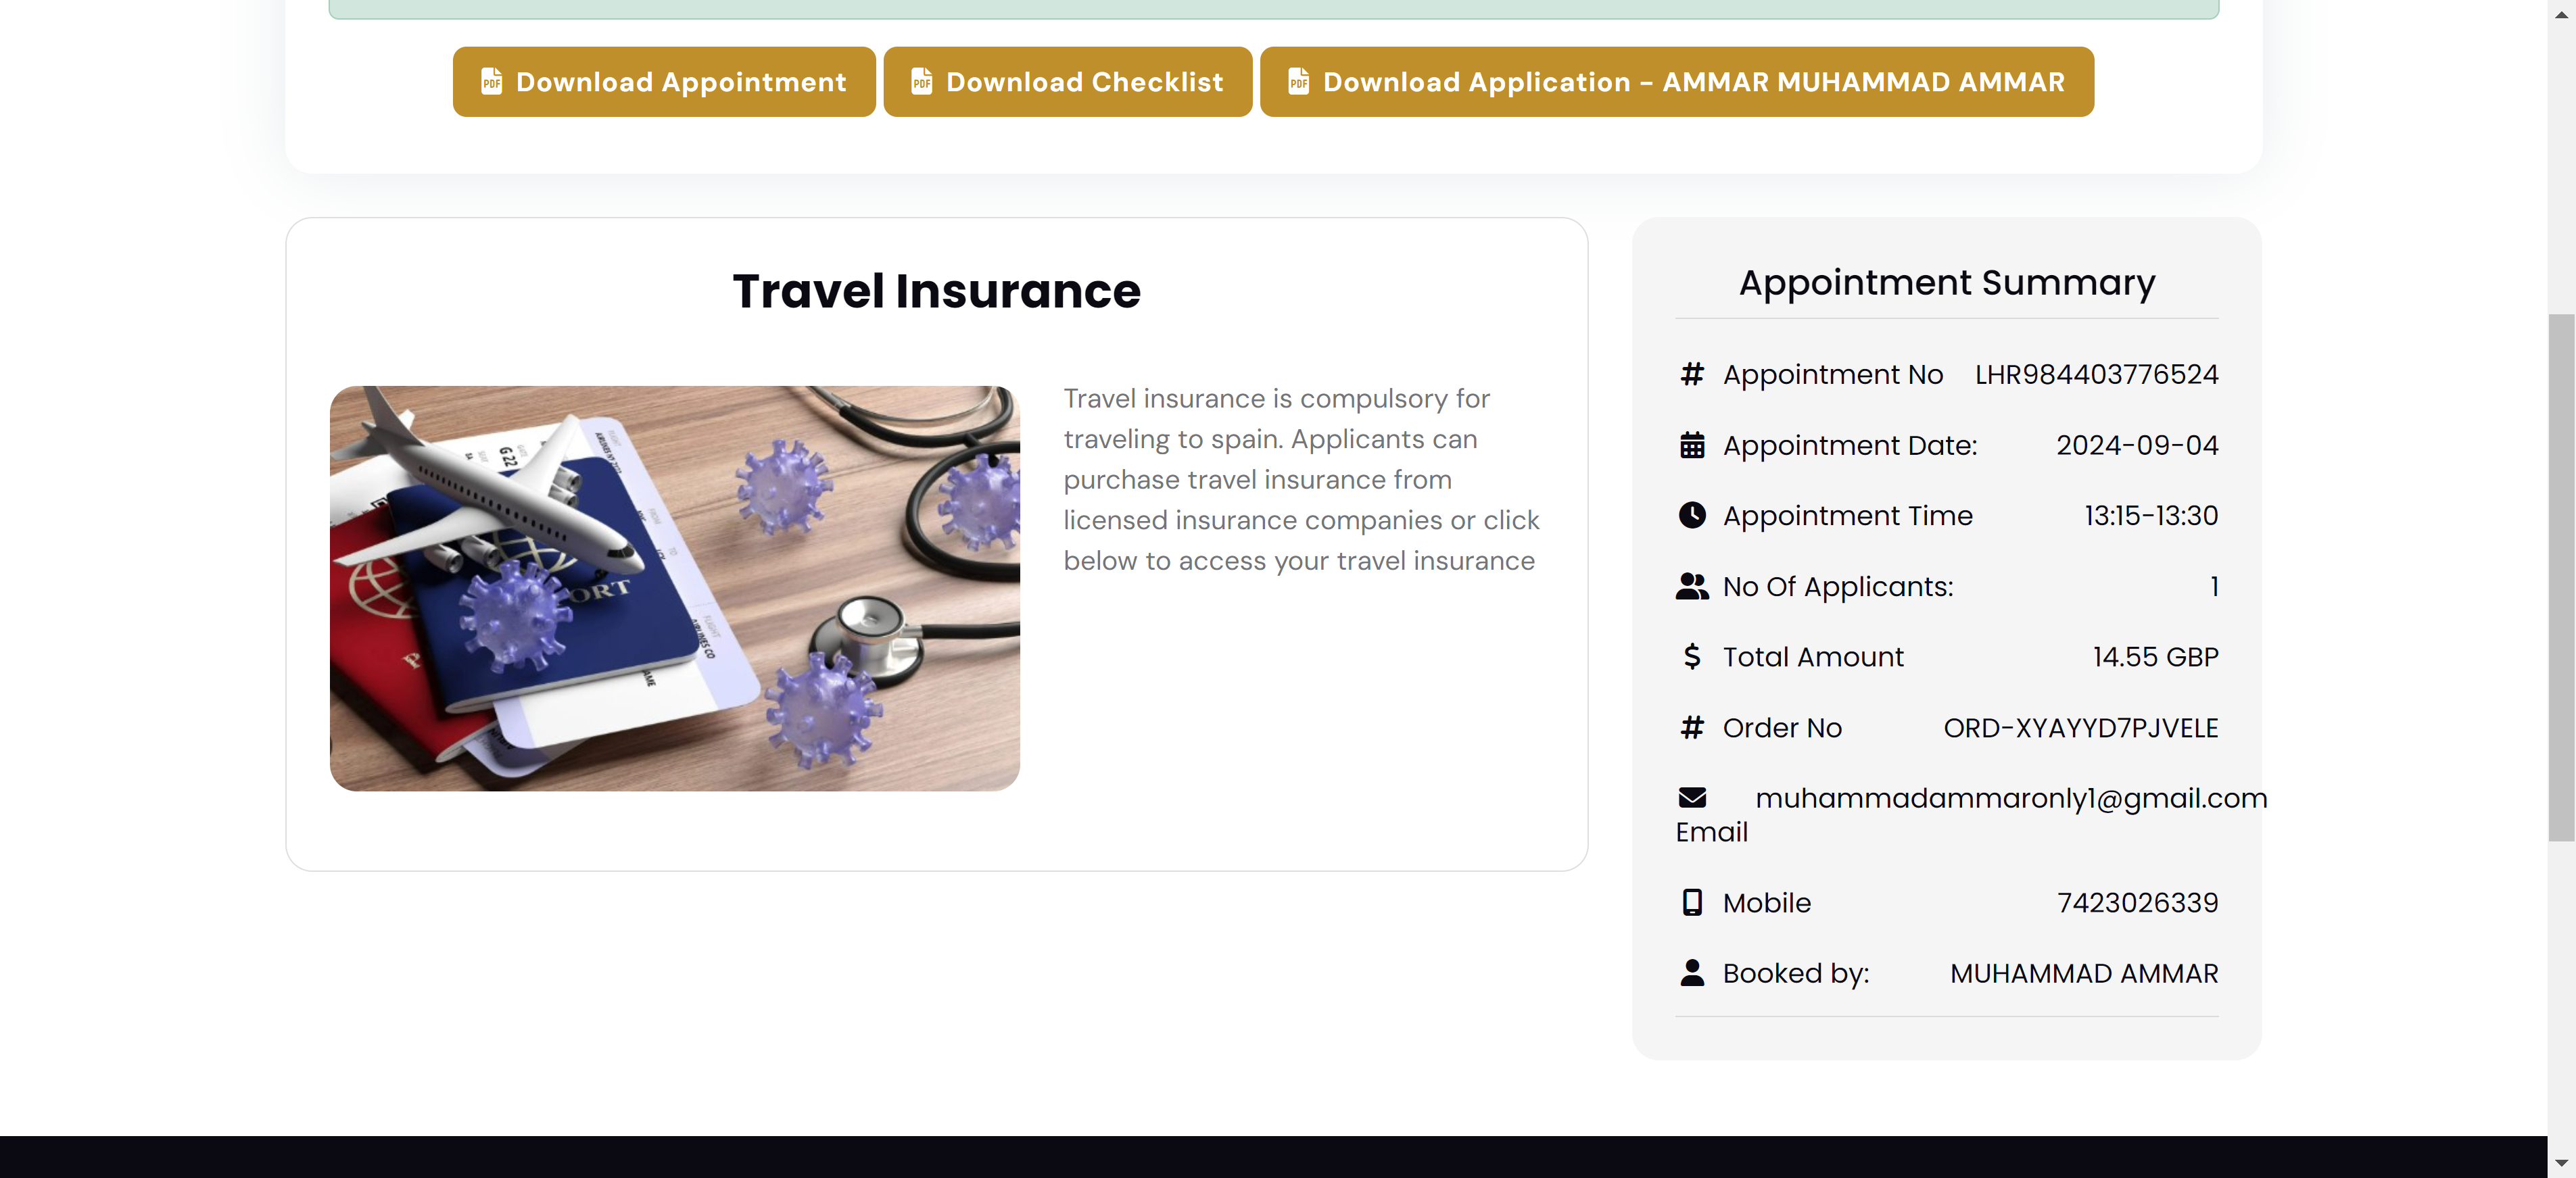 Download Appointment
Download Checklist
Download Application - AMMAR MUHAMMAD AMMAR
Travel Insurance
Travel insurance is compulsory for
traveling to spain. Applicants can
purchase travel insurance from
licensed insurance companies or click
below to access your travel insurance
Appointment Summary
Appointment No LHR984403776524
Appointment Date: 2024-09-04
Appointment Time 13:15-13:30
No Of Applicants: 1
Total Amount 14.55 GBP
Order No ORD-XYAYYD7PJVELE
muhammadammaronly1@gmail.com
Email
Mobile 7423026339
Booked by: MUHAMMAD AMMAR